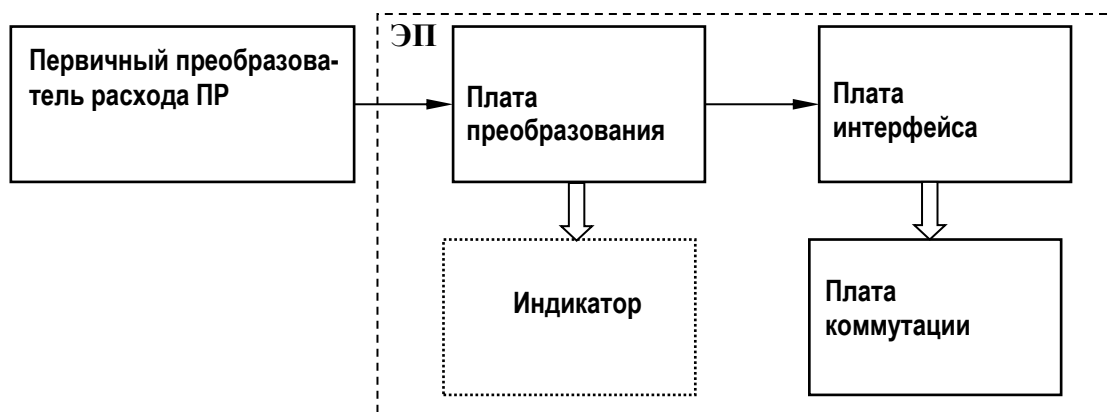 ЭП
Первичный преобразова-
тель расхода ПР
Плата
преобразования
Плата
интерфейса
Индикатор
Плата
коммутации